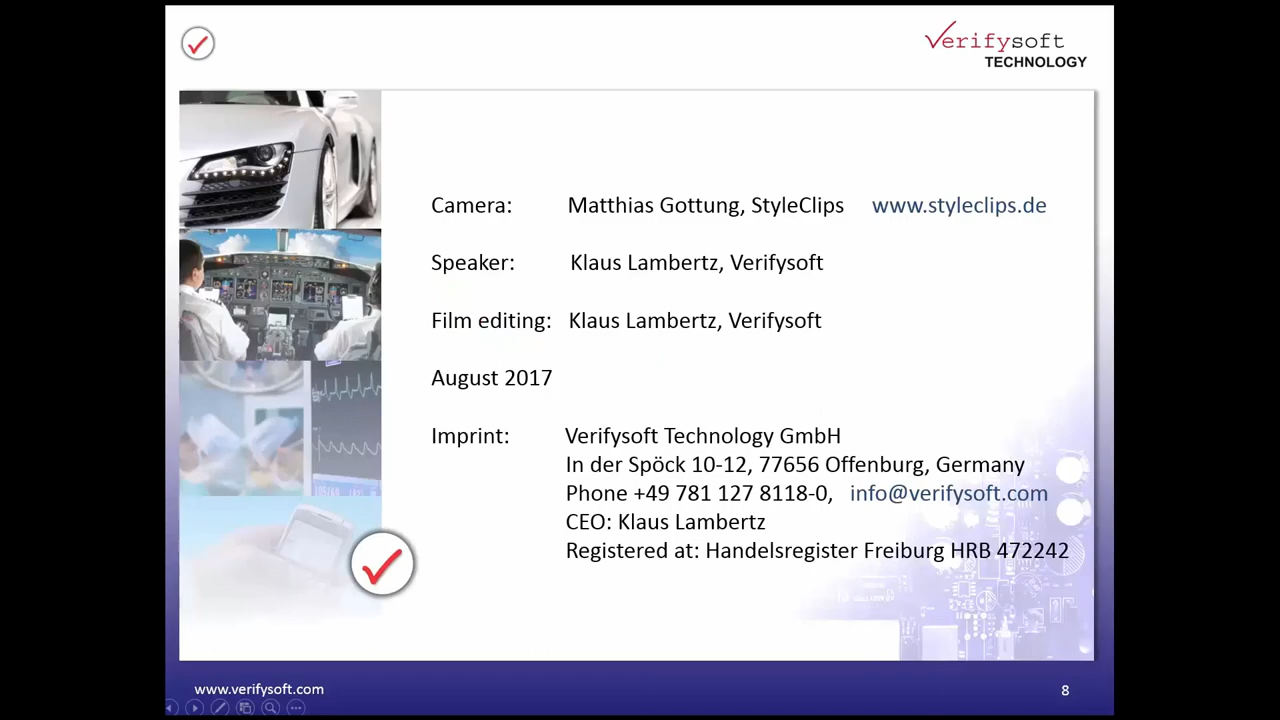 Verifysoft
TECHNOLOGY
Camera: Matthias Gottung, StyleClips www.styleclips.de
Speaker: Klaus Lambertz, Verifysoft
Film editing: Klaus Lambertz, Verifysoft
August 2017
Imprint: Verifysoft Technology GmbH
In der Spöck 10-12, 77656 Offenburg, Germany
Phone +49 781 127 8118-0, info@verifysoft.com
CEO: Klaus Lambertz
Registered at: Handelsregister Freiburg HRB 472242
www.verifysoft.com
8